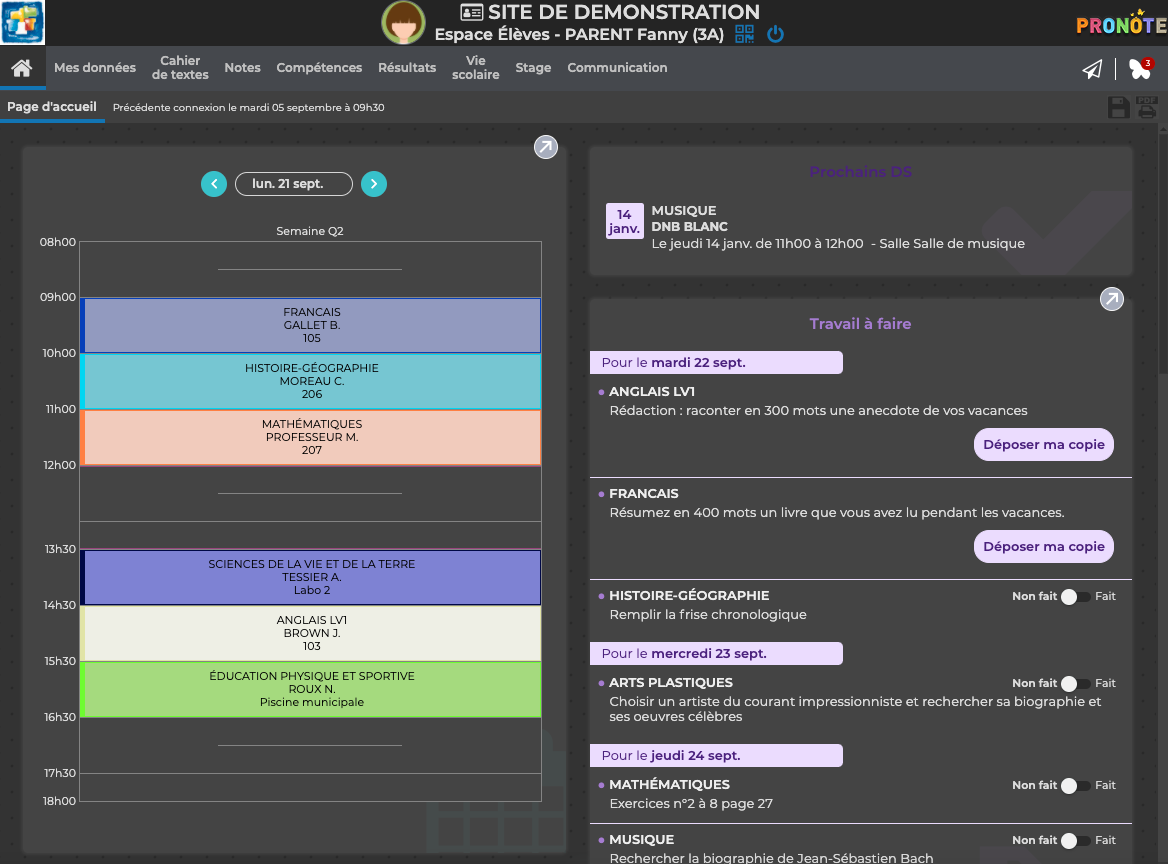 SITE DE DEMONSTRATION
Espace Élèves - PARENT Fanny (3A)
PRONOTE
Mes données
Cahier
de textes
Notes
Compétences
Résultats
Vie
scolaire
Stage
Communication
3
Page d'accueil
Précédente connexion le mardi 05 septembre à 09h30
PDF
lun. 21 sept.
Semaine Q2
08h00
09h00
FRANCAIS
GALLET B.
105
10h00
HISTOIRE-GÉOGRAPHIE
MOREAU C.
206
11h00
MATHÉMATIQUES
PROFESSEUR M.
207
12h00
13h30
SCIENCES DE LA VIE ET DE LA TERRE
TESSIER A.
Labo 2
14h30
ANGLAIS LV1
BROWN J.
103
15h30
ÉDUCATION PHYSIQUE ET SPORTIVE
ROUX N.
Piscine municipale
16h30
17h30
18h00
Prochains DS
14
janv.
MUSIQUE
DNB BLANC
Le jeudi 14 janv. de 11h00 à 12h00 - Salle Salle de musique
Travail à faire
Pour le mardi 22 sept.
ANGLAIS LV1
Rédaction : raconter en 300 mots une anecdote de vos vacances
Déposer ma copie
FRANCAIS
Résumez en 400 mots un livre que vous avez lu pendant les vacances.
Déposer ma copie
HISTOIRE-GÉOGRAPHIE
Non fait Fait
Remplir la frise chronologique
Pour le mercredi 23 sept.
ARTS PLASTIQUES
Non fait Fait
Choisir un artiste du courant impressionniste et rechercher sa biographie et
ses oeuvres célèbres
Pour le jeudi 24 sept.
MATHÉMATIQUES
Non fait Fait
Exercices n°2 à 8 page 27
MUSIQUE
Non fait Fait
Rechercher la biographie de Jean-Sébastien Bach